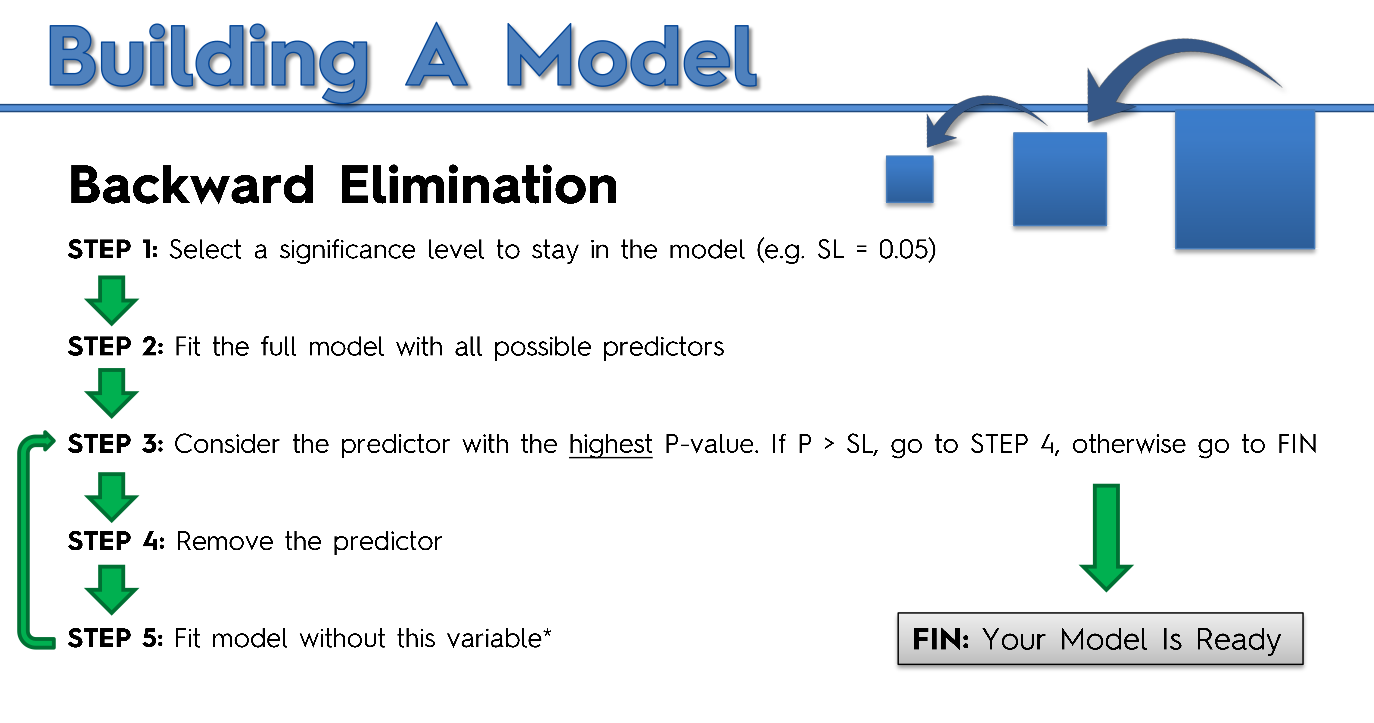 Building A Model
Backward Elimination
STEP 1: Select a significance level to stay in the model (e.g. SL = 0.05)
STEP 2: Fit the full model with all possible predictors
STEP 3: Consider the predictor with the highest P-value. If P > SL, go to STEP 4, otherwise go to FIN
STEP 4: Remove the predictor
STEP 5: Fit model without this variable*
FIN: Your Model Is Ready